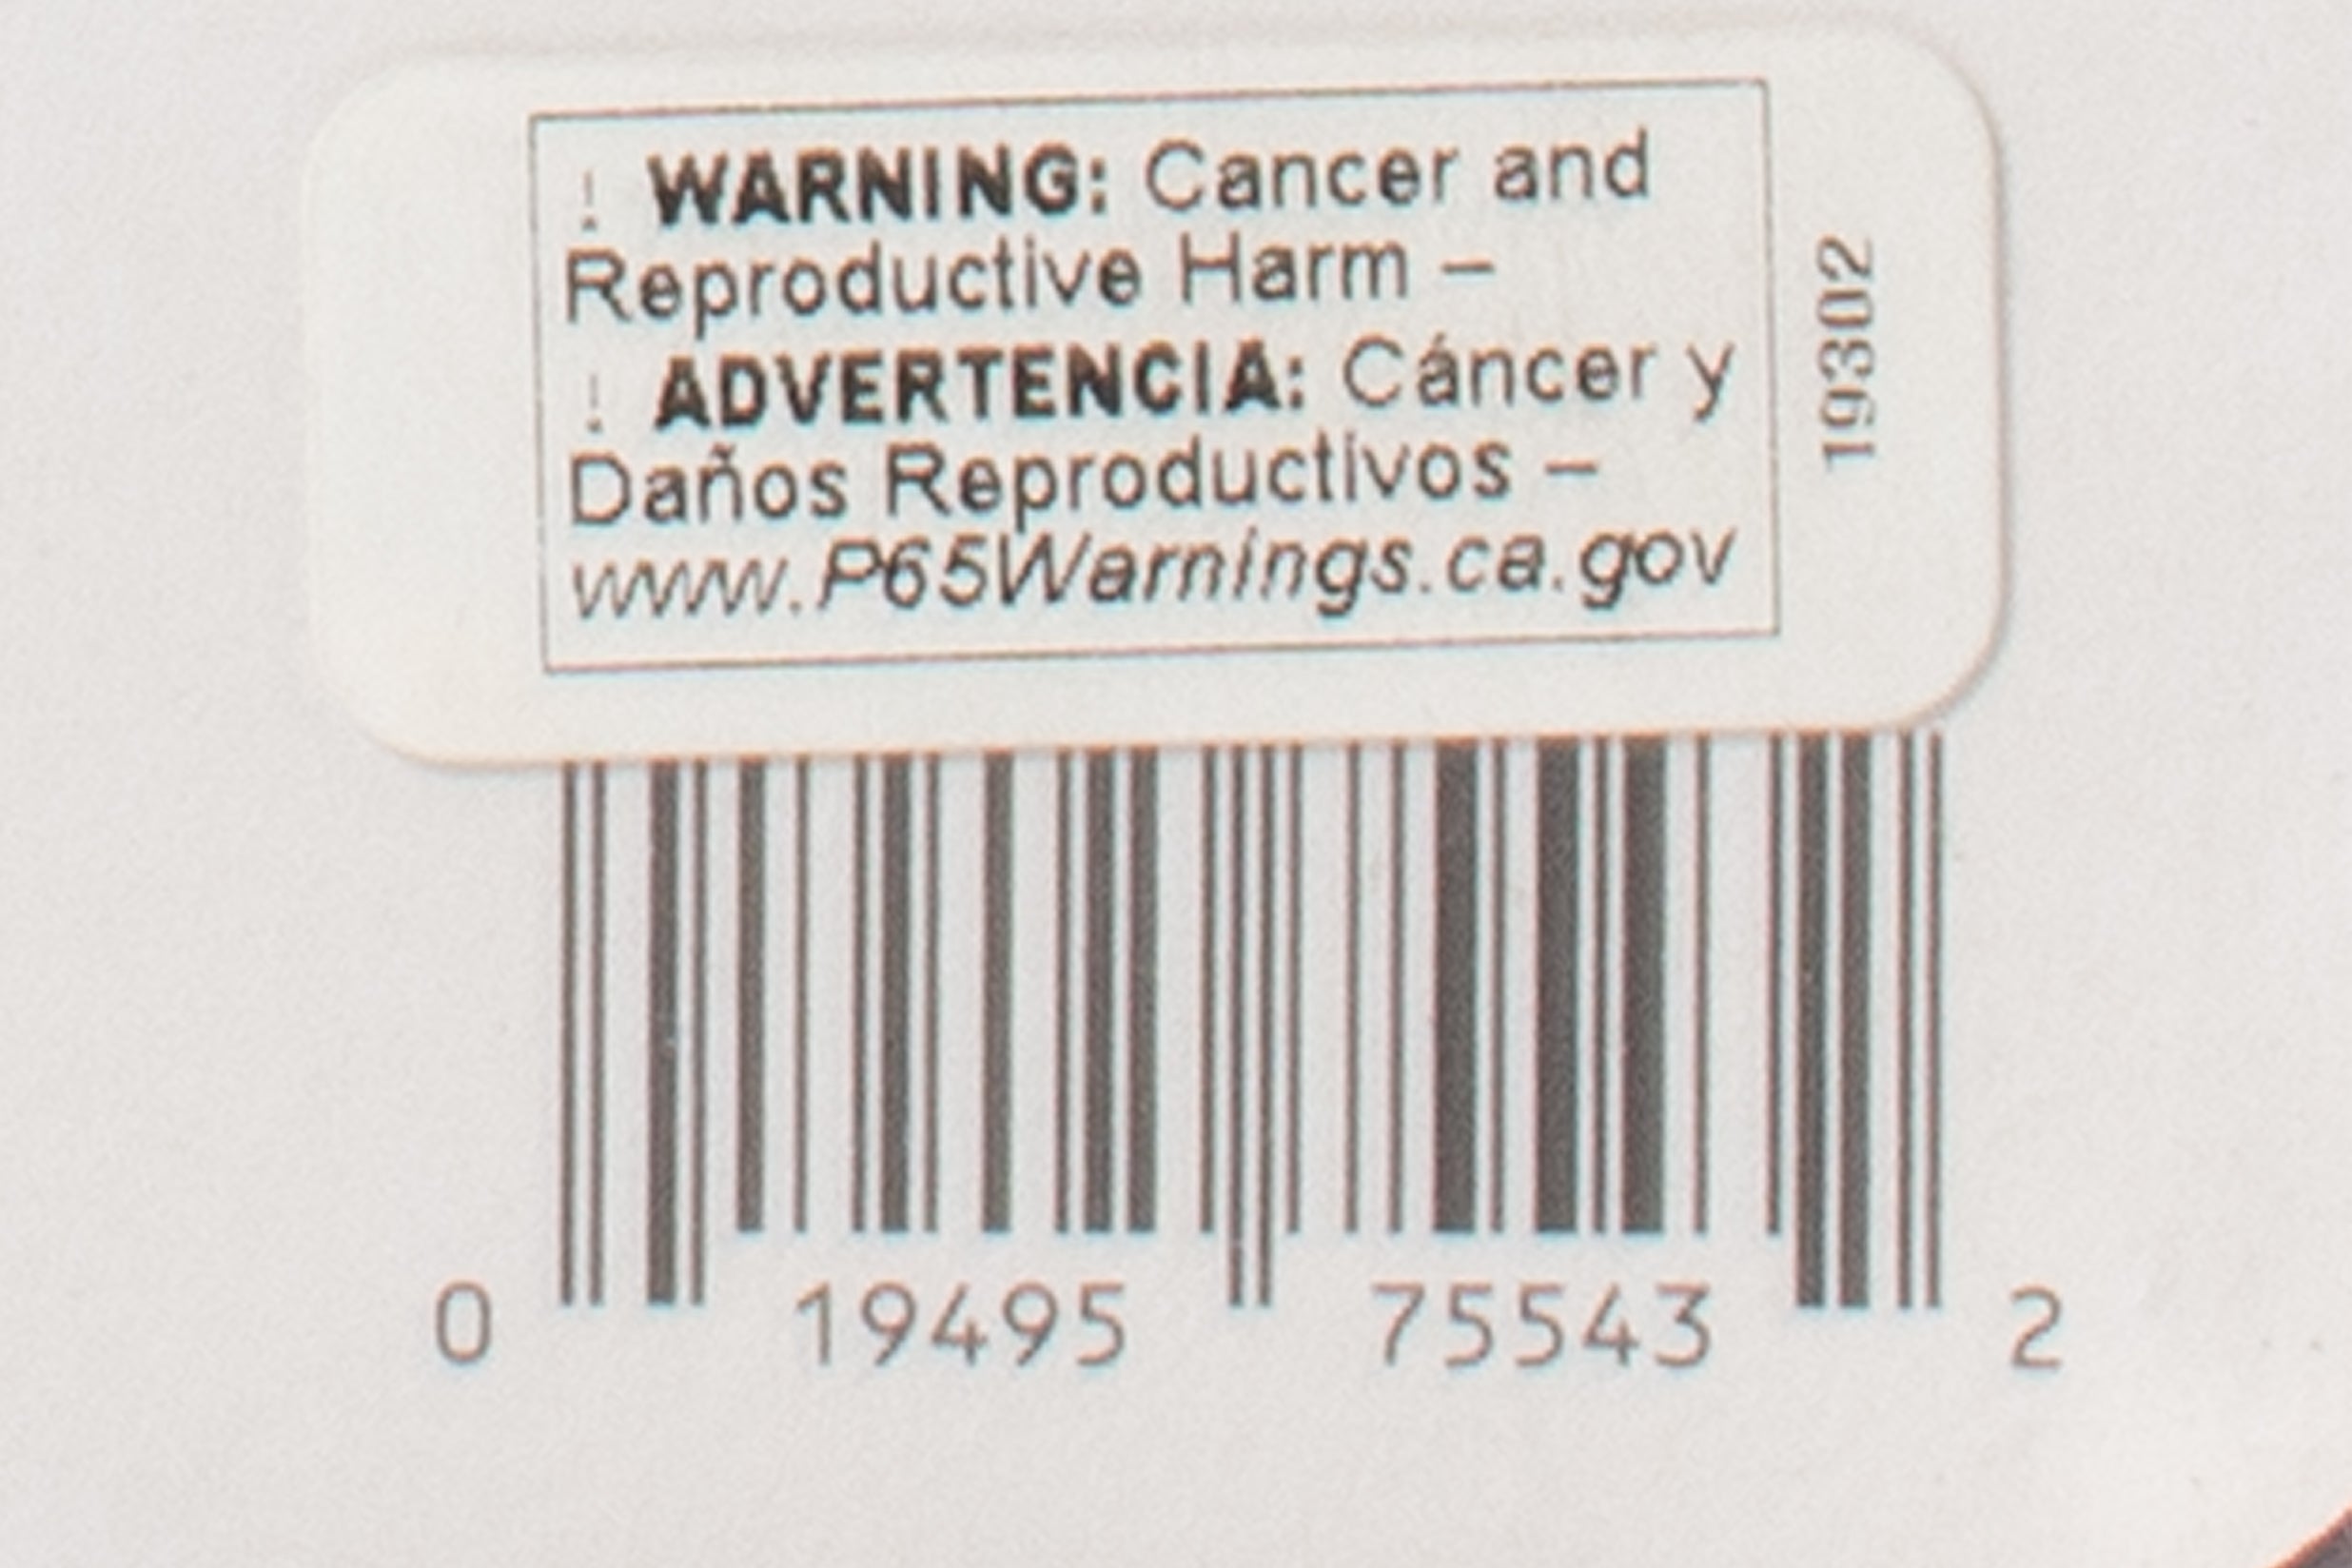 ! WARNING: Cancer and
Reproductive Harm –
! ADVERTENCIA: Cáncer y
Daños Reproductivos –
www.P65Warnings.ca.gov
19302
0 19495 75543 2